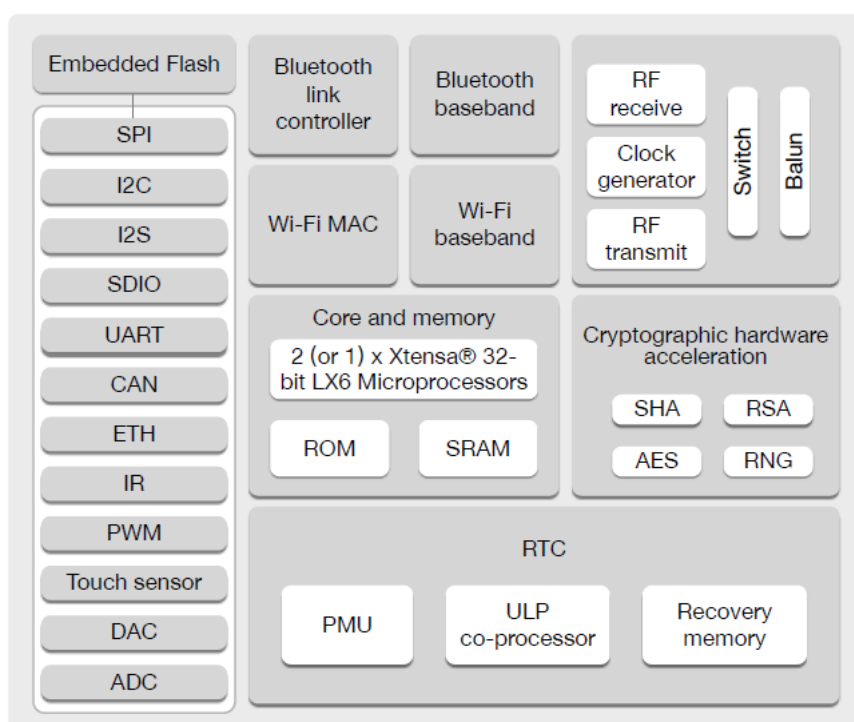 Embedded Flash
SPI
I2C
I2S
SDIO
UART
CAN
ETH
IR
PWM
Touch sensor
DAC
ADC
Bluetooth
link
controller
Bluetooth
baseband
Wi-Fi MAC
Wi-Fi
baseband
RF
receive
Clock
generator
RF
transmit
Switch
Balun
Core and memory
2 (or 1) x Xtensa® 32-
bit LX6 Microprocessors
ROM
SRAM
Cryptographic hardware
acceleration
SHA
RSA
AES
RNG
RTC
PMU
ULP
co-processor
Recovery
memory